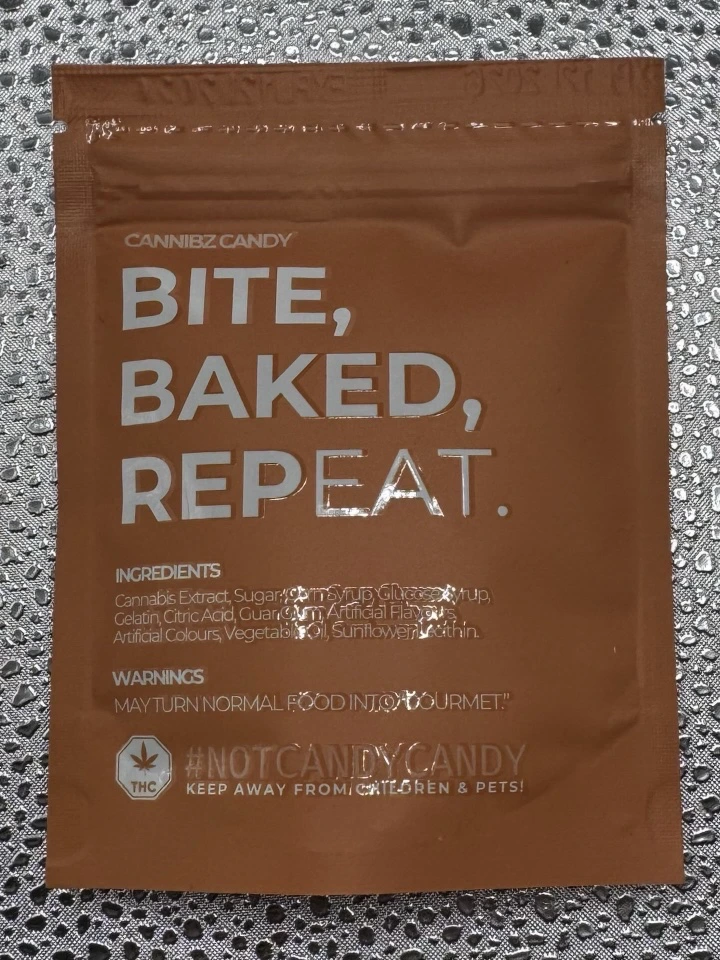 CANNIBZ CANDY
BITE,
BAKED,
REPEAT.
INGREDIENTS
Cannabis Extract, Sugar, Corn Syrup, Glucose Syrup,
Gelatin, Citric Acid, Guar Gum, Artificial Flavours,
Artificial Colours, Vegetable Oil, Sunflower Lecithin.
WARNINGS
MAY TURN NORMAL FOOD INTO "GOURMET."
THC
#NOTCANDYCANDY
KEEP AWAY FROM CHILDREN & PETS!